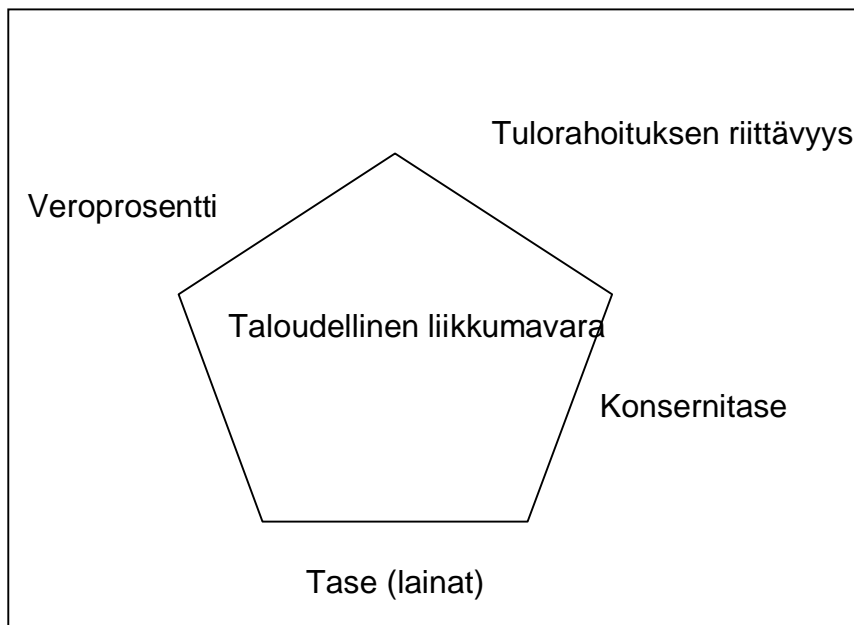 Tulorahoituksen riittävyys
Veroprosentti
Taloudellinen liikkumavara
Konsernitase
Tase (lainat)